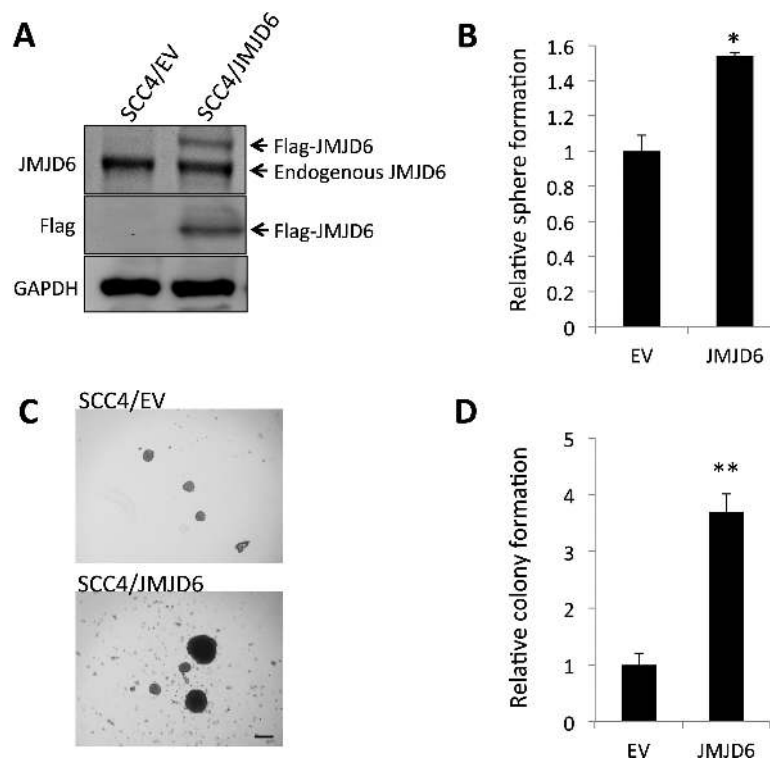 A
SCC4/EV
SCC4/JMJD6
JMJD6
Flag-JMJD6
Endogenous JMJD6
Flag
Flag-JMJD6
GAPDH
B
Relative sphere formation
1.6
1.4
1.2
1
0.8
0.6
0.4
0.2
0
*
EV
JMJD6
C
SCC4/EV
SCC4/JMJD6
D
Relative colony formation
5
4
3
2
1
0
**
EV
JMJD6